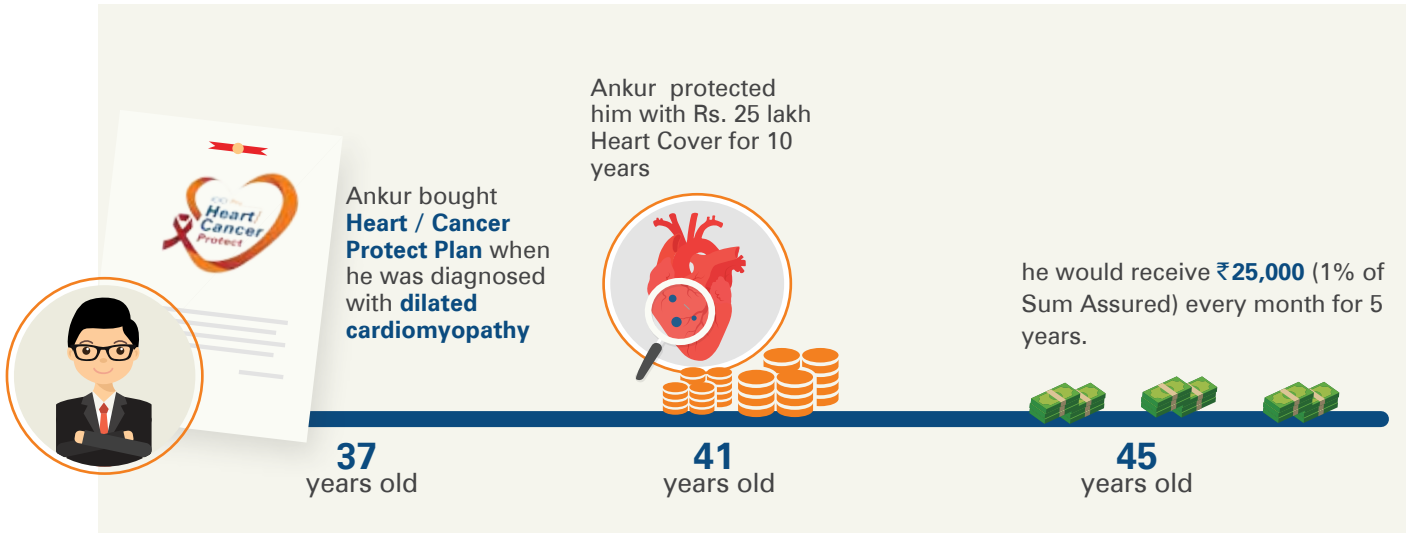 Heart/
Cancer
Protect
Ankur bought
Heart / Cancer
Protect Plan when
he was diagnosed
with dilated
cardiomyopathy
37
years old
Ankur  protected
him with Rs. 25 lakh
Heart Cover for 10
years
41
years old
he would receive ₹25,000 (1% of
Sum Assured) every month for 5
years.
45
years old